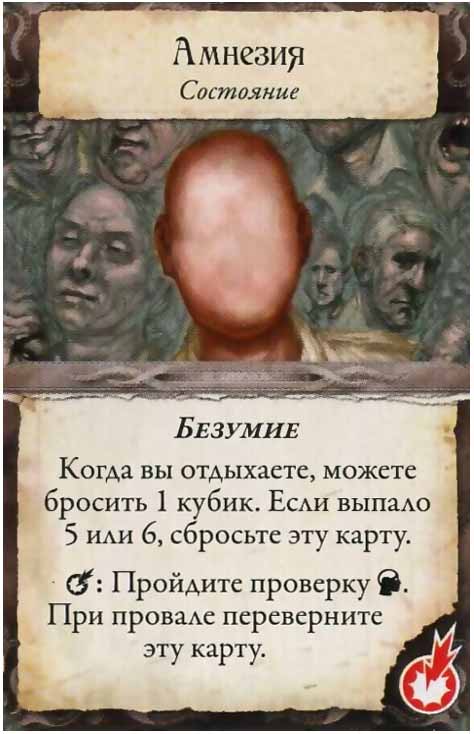 Амнезия
Состояние
Безумие
Когда вы отдыхаете, можете
бросить 1 кубик. Если выпало
5 или 6, сбросьте эту карту.
: Пройдите проверку .
При провале переверните
эту карту.